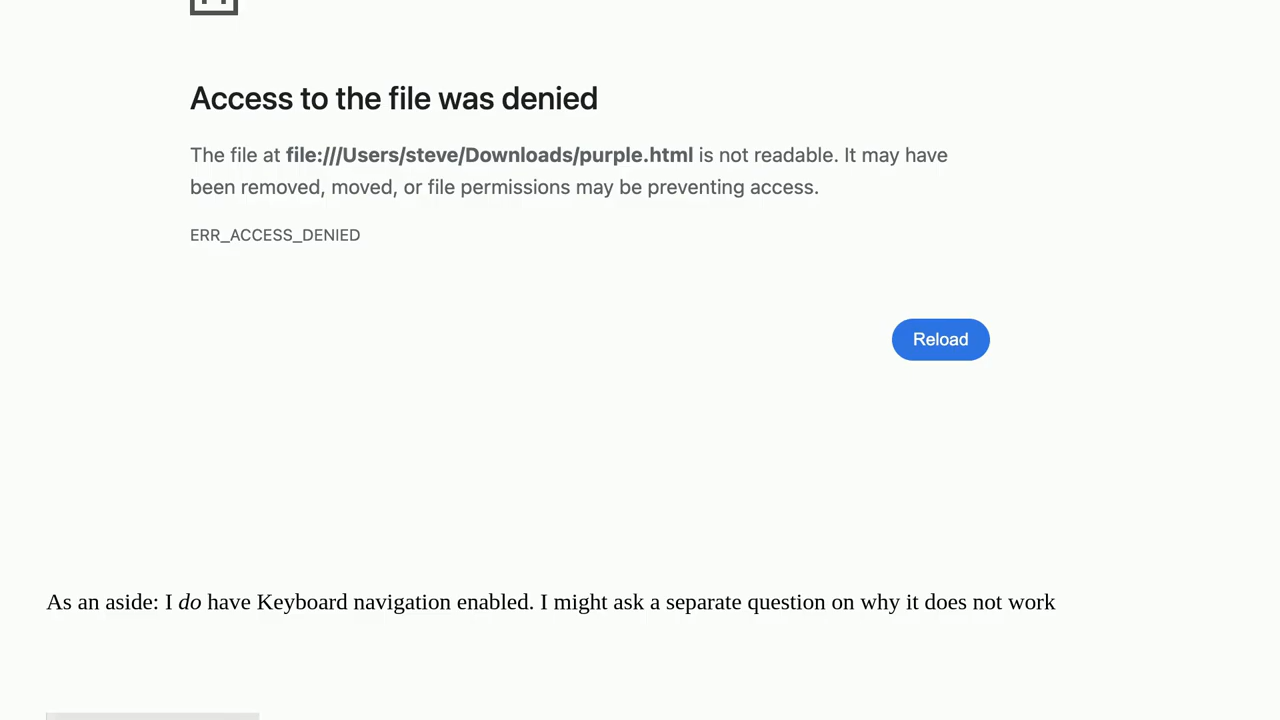 Access to the file was denied
The file at file:///Users/steve/Downloads/purple.html is not readable. It may have
been removed, moved, or file permissions may be preventing access.
ERR_ACCESS_DENIED
Reload
As an aside: I do have Keyboard navigation enabled. I might ask a separate question on why it does not work